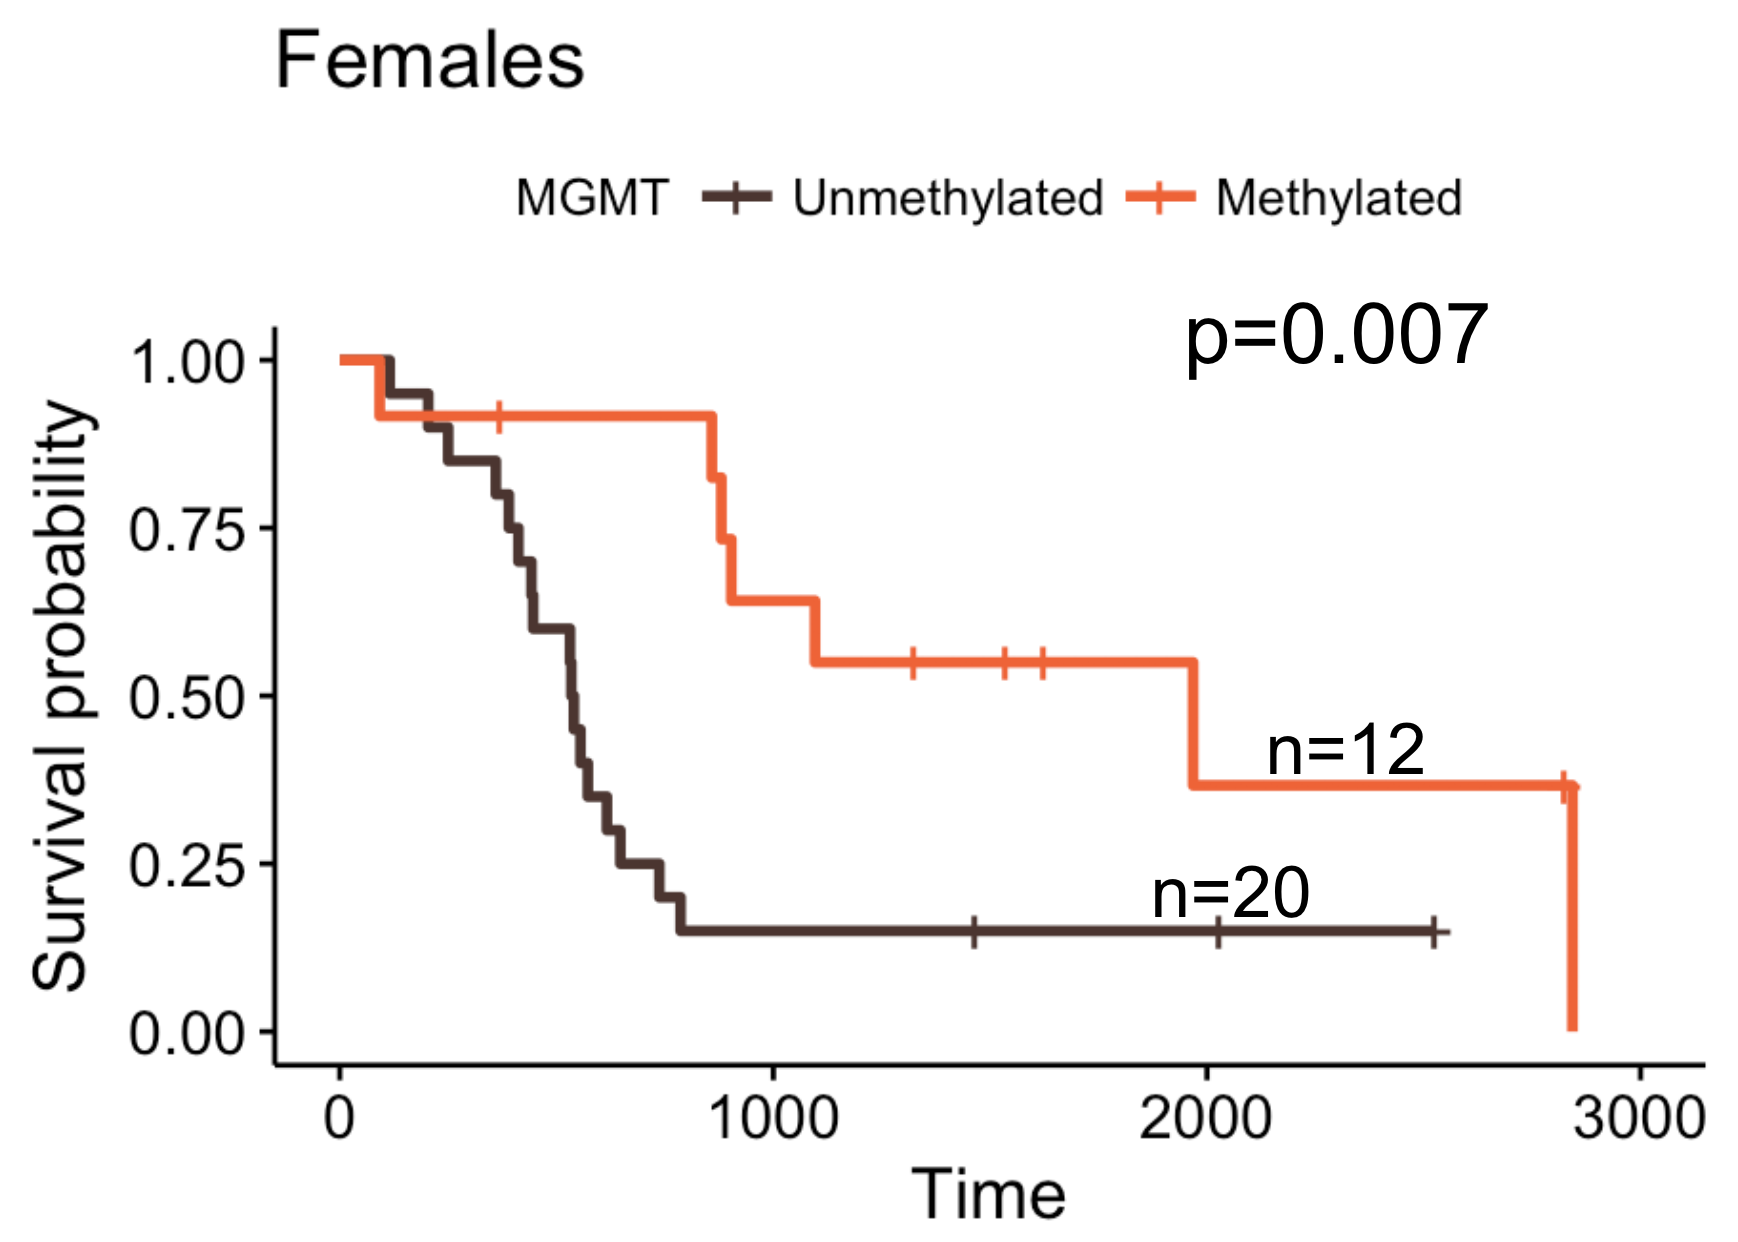 Females
MGMT Unmethylated Methylated
p=0.007
Survival probability
1.00
0.75
0.50
0.25
0.00
n=12
n=20
0 1000 2000 3000
Time